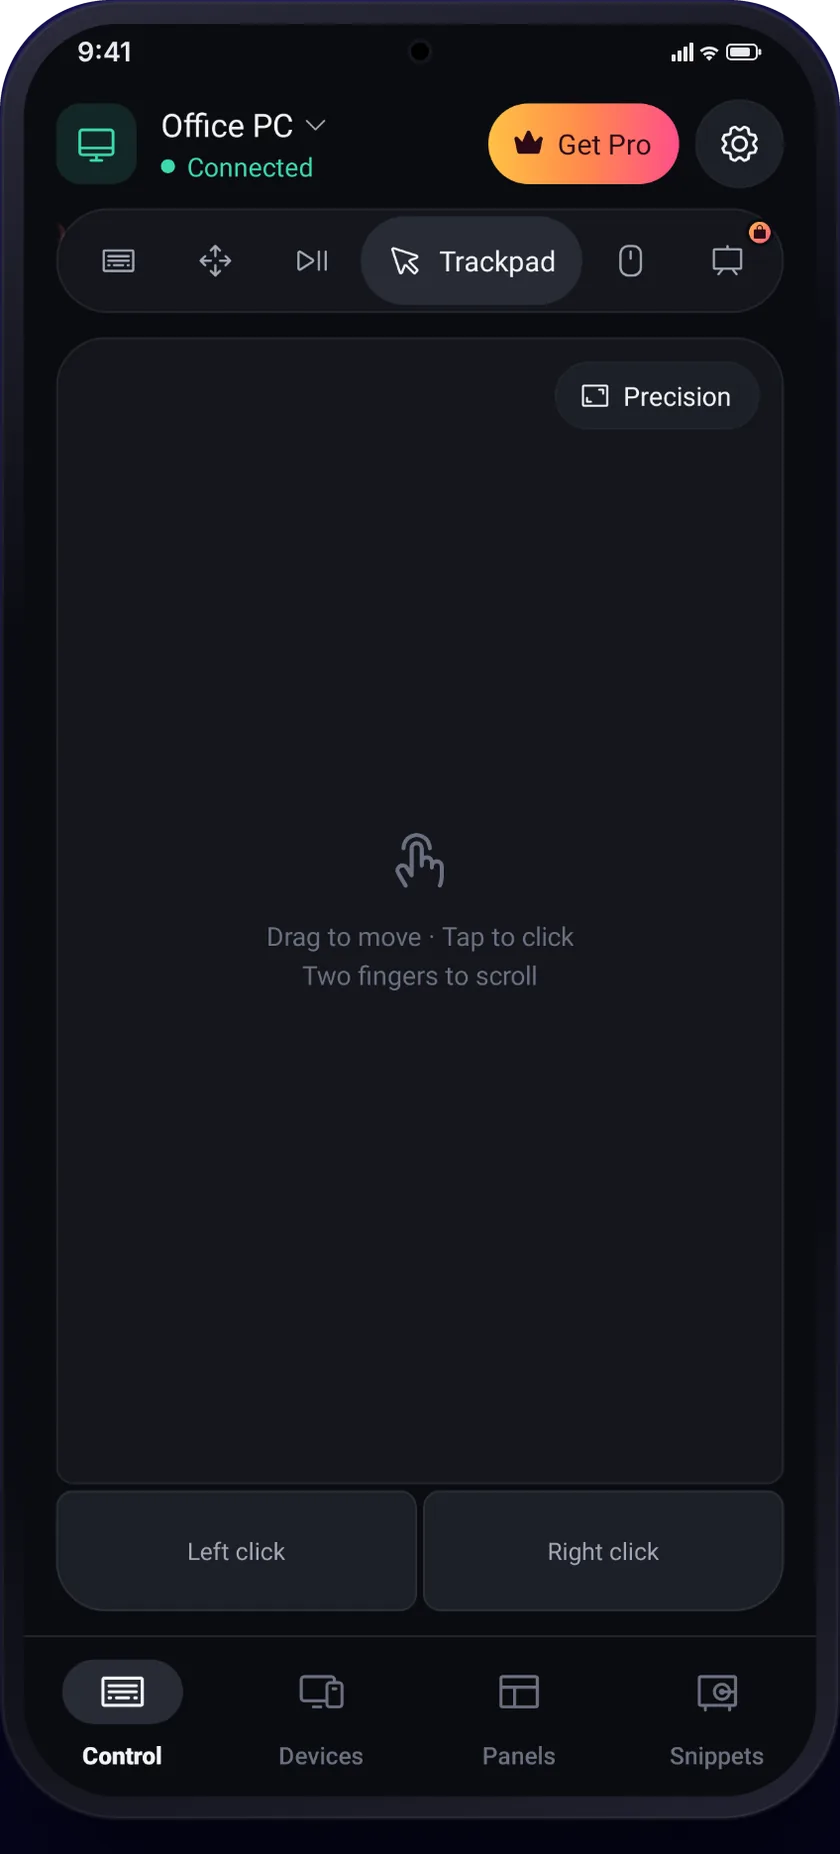 9:41
Office PC
Connected
Get Pro
Trackpad
Precision
Drag to move · Tap to click
Two fingers to scroll
Left click
Right click
Control
Devices
Panels
Snippets